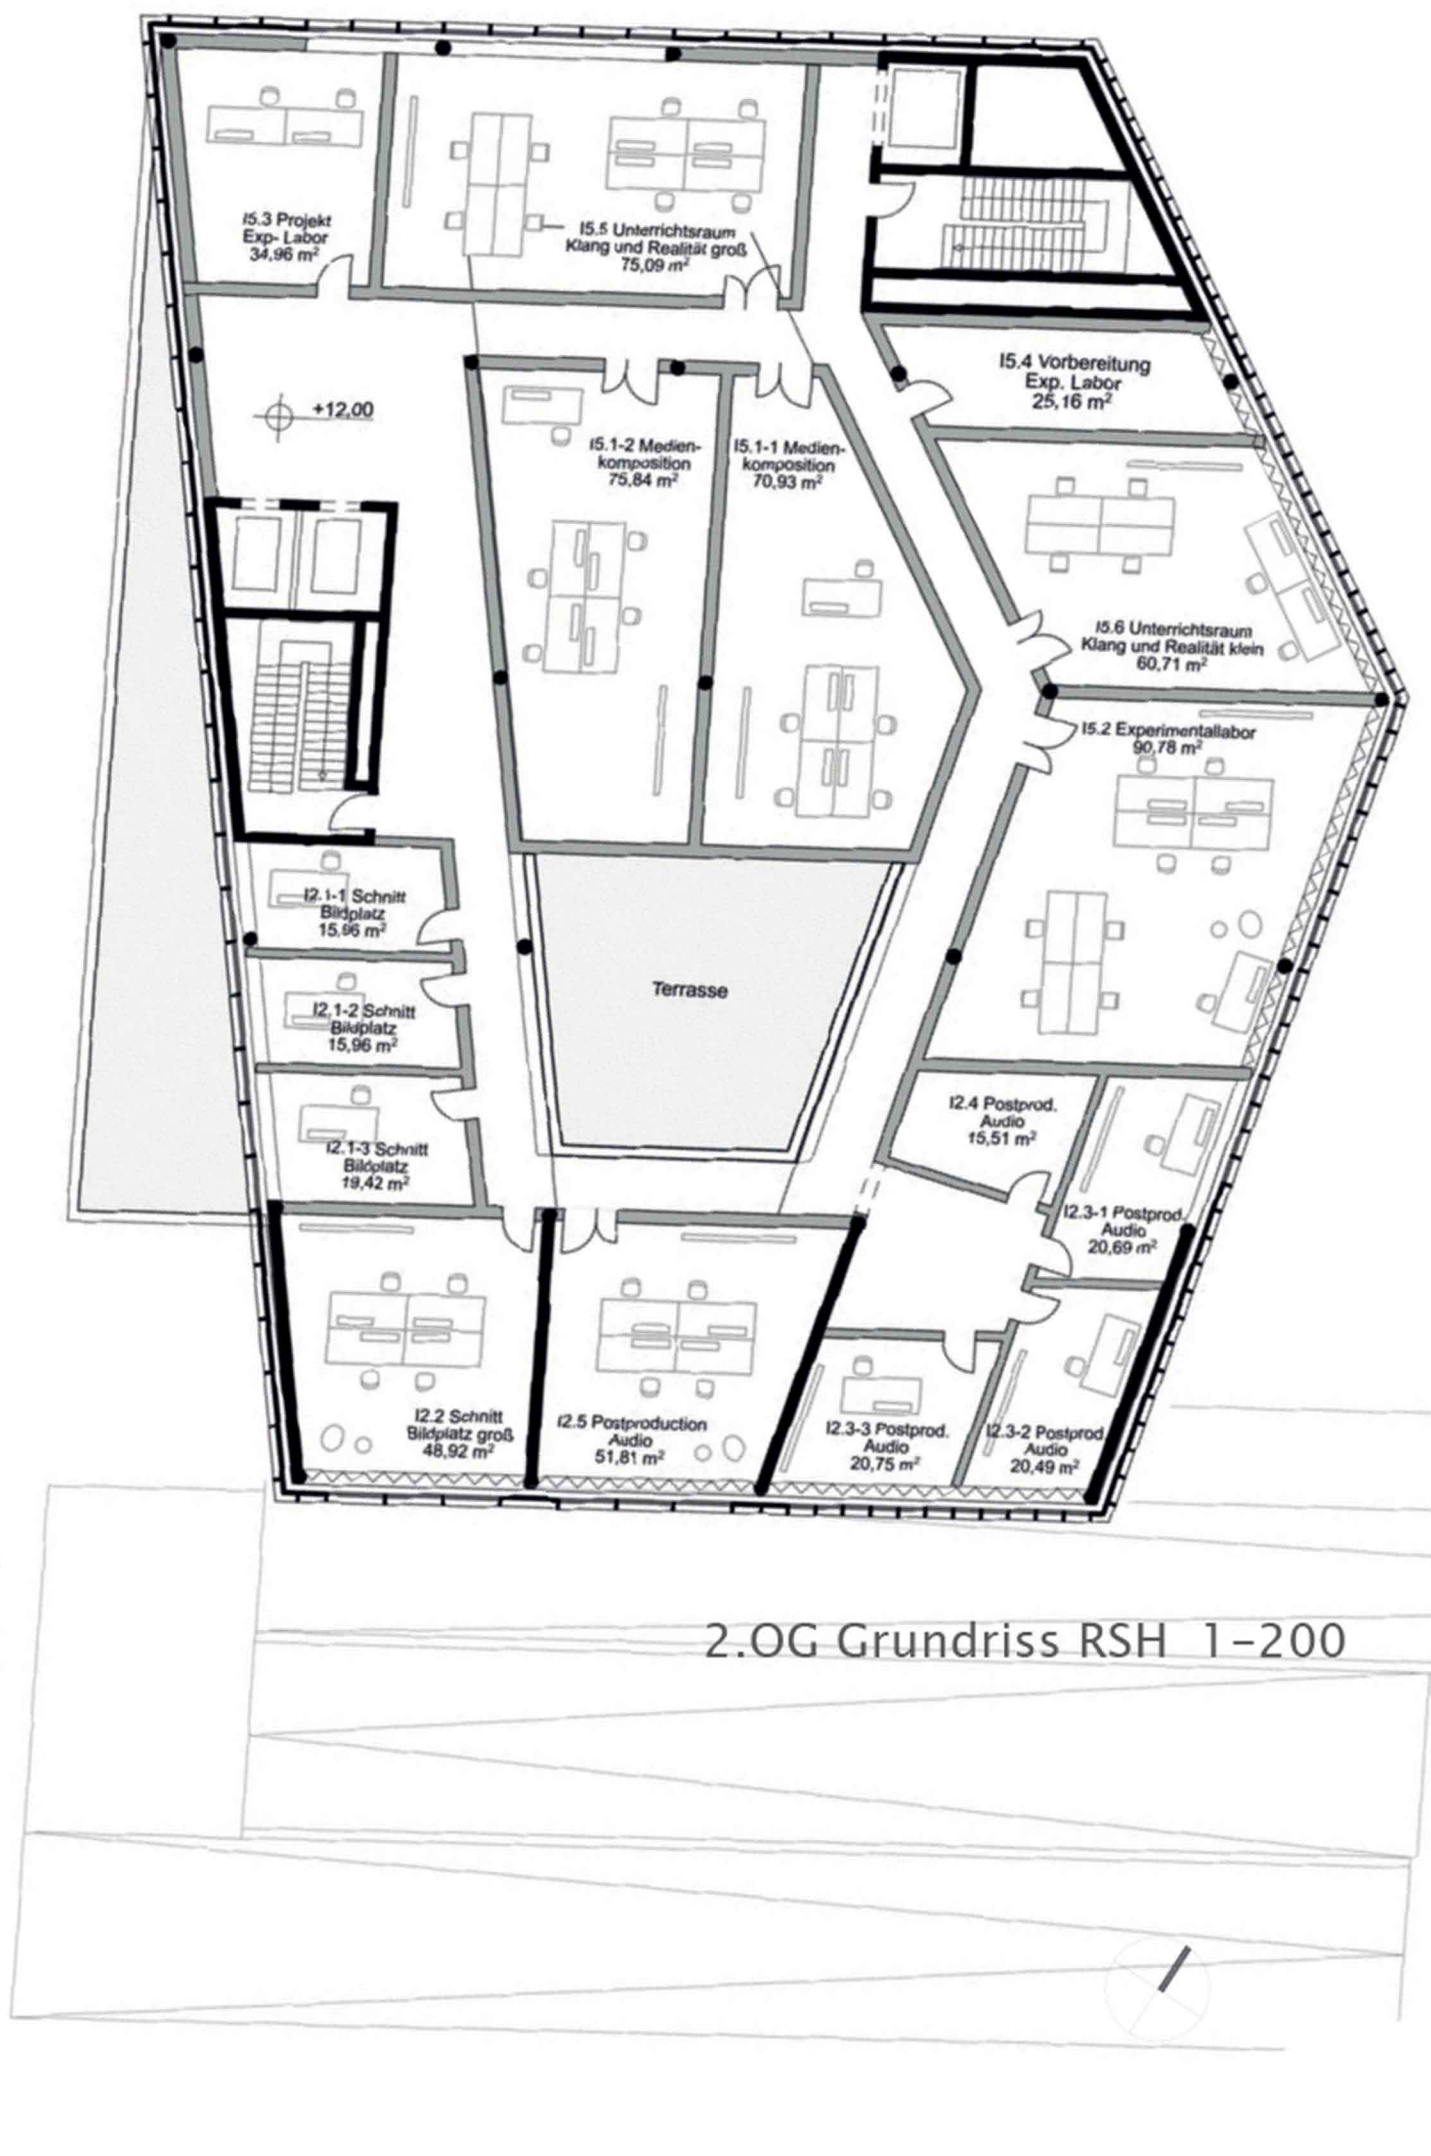 I5.3 Projekt
Exp- Labor
34,96 m²
I5.5 Unterrichtsraum
Klang und Realität groß
75,09 m²
I5.4 Vorbereitung
Exp. Labor
25,16 m²
+12,00
I5.1-2 Medien-
komposition
75,84 m²
I5.1-1 Medien-
komposition
70,93 m²
I5.6 Unterrichtsraum
Klang und Realität klein
60,71 m²
I5.2 Experimentallabor
90,78 m²
I2.1-1 Schnitt
Bildplatz
15,96 m²
I2.1-2 Schnitt
Bildplatz
15,96 m²
Terrasse
I2.1-3 Schnitt
Bildplatz
19,42 m²
I2.4 Postprod.
Audio
15,51 m²
I2.3-1 Postprod.
Audio
20,69 m²
I2.2 Schnitt
Bildplatz groß
48,92 m²
I2.5 Postproduction
Audio
51,81 m²
I2.3-3 Postprod.
Audio
20,75 m²
I2.3-2 Postprod.
Audio
20,49 m²
2.OG Grundriss RSH 1-200